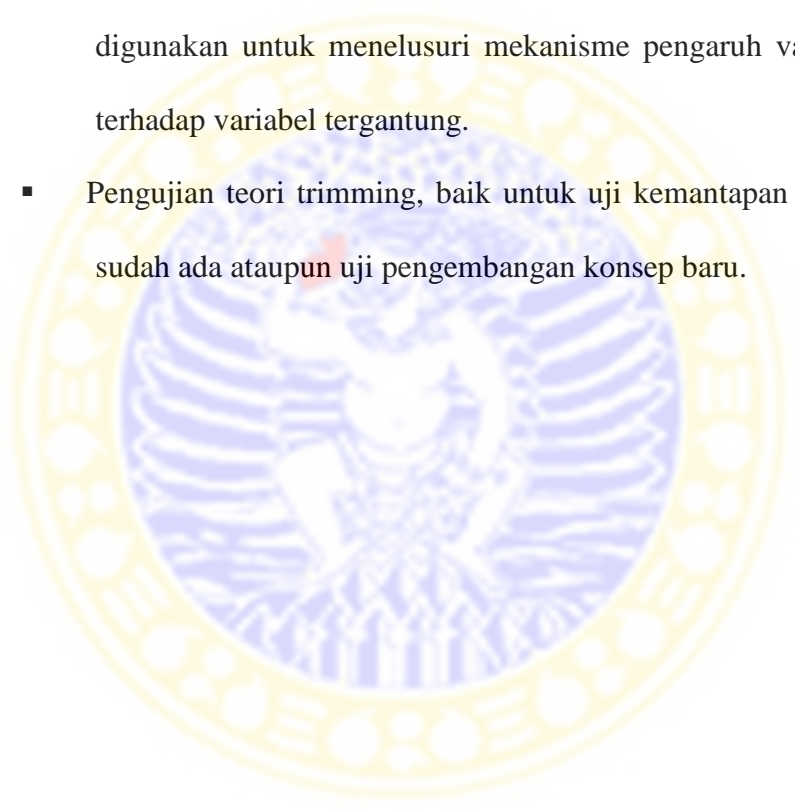 digunakan untuk menelusuri mekanisme pengaruh
terhadap variabel tergantung.
▪ Pengujian teori trimming, baik untuk uji kemantapan
sudah ada ataupun uji pengembangan konsep baru.